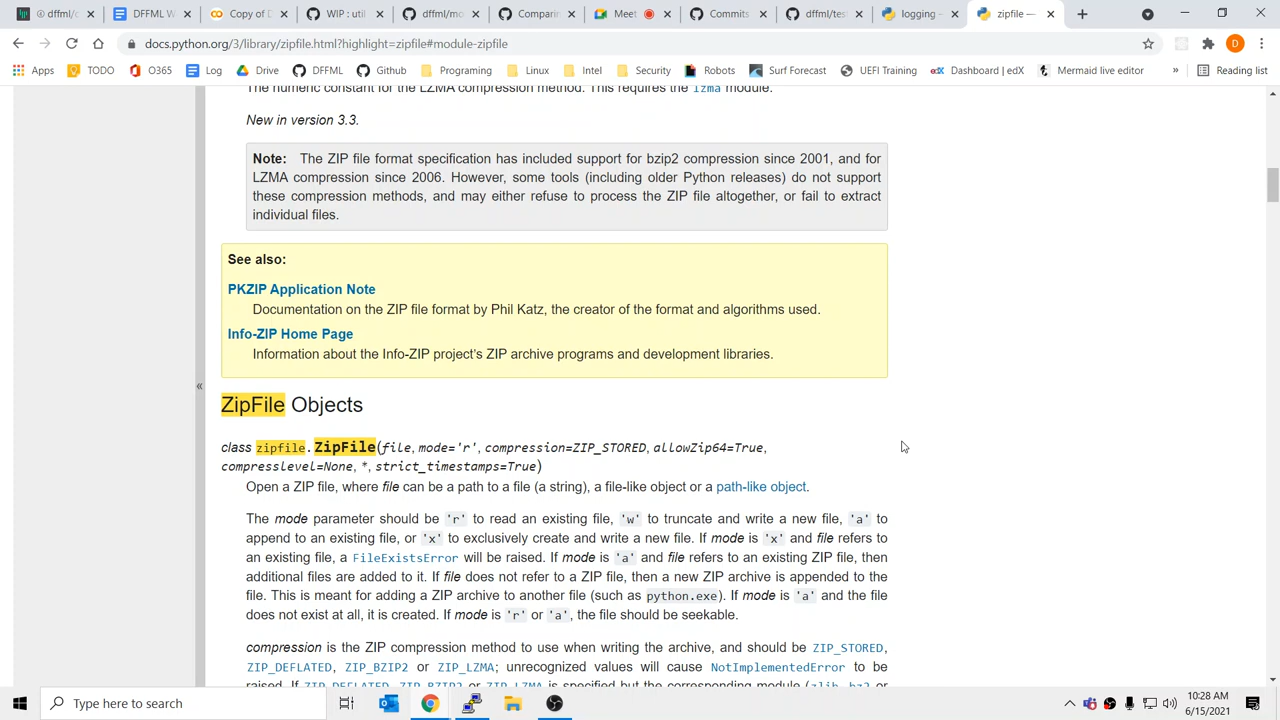 @ dffml/c
DFFML W
Copy of D
WIP : util
dffml/mo
Comparin
Meet
Commits
dffml/tes
logging —
zipfile —
docs.python.org/3/library/zipfile.html?highlight=zipfile#module-zipfile
D
Apps
TODO
O365
Log
Drive
DFFML
Github
Programing
Linux
Intel
Security
Robots
Surf Forecast
UEFI Training
Dashboard | edX
Mermaid live editor
»
Reading list
The numeric constant for the LZMA compression method. This requires the lzma module.
New in version 3.3.
Note: The ZIP file format specification has included support for bzip2 compression since 2001, and for
LZMA compression since 2006. However, some tools (including older Python releases) do not support
these compression methods, and may either refuse to process the ZIP file altogether, or fail to extract
individual files.
See also:
PKZIP Application Note
Documentation on the ZIP file format by Phil Katz, the creator of the format and algorithms used.
Info-ZIP Home Page
Information about the Info-ZIP project's ZIP archive programs and development libraries.
«
ZipFile Objects
class zipfile.ZipFile(file, mode='r', compression=ZIP_STORED, allowZip64=True,
compresslevel=None, *, strict_timestamps=True)
Open a ZIP file, where file can be a path to a file (a string), a file-like object or a path-like object.
The mode parameter should be 'r' to read an existing file, 'w' to truncate and write a new file, 'a' to
append to an existing file, or 'x' to exclusively create and write a new file. If mode is 'x' and file refers to
an existing file, a FileExistsError will be raised. If mode is 'a' and file refers to an existing ZIP file, then
additional files are added to it. If file does not refer to a ZIP file, then a new ZIP archive is appended to the
file. This is meant for adding a ZIP archive to another file (such as python.exe). If mode is 'a' and the file
does not exist at all, it is created. If mode is 'r' or 'a', the file should be seekable.
compression is the ZIP compression method to use when writing the archive, and should be ZIP_STORED,
ZIP_DEFLATED, ZIP_BZIP2 or ZIP_LZMA; unrecognized values will cause NotImplementedError to be
raised. If ZIP_DEFLATED, ZIP_BZIP2 or ZIP_LZMA is specified but the corresponding module (zlib, bz2 or
Type here to search
10:28 AM
6/15/2021